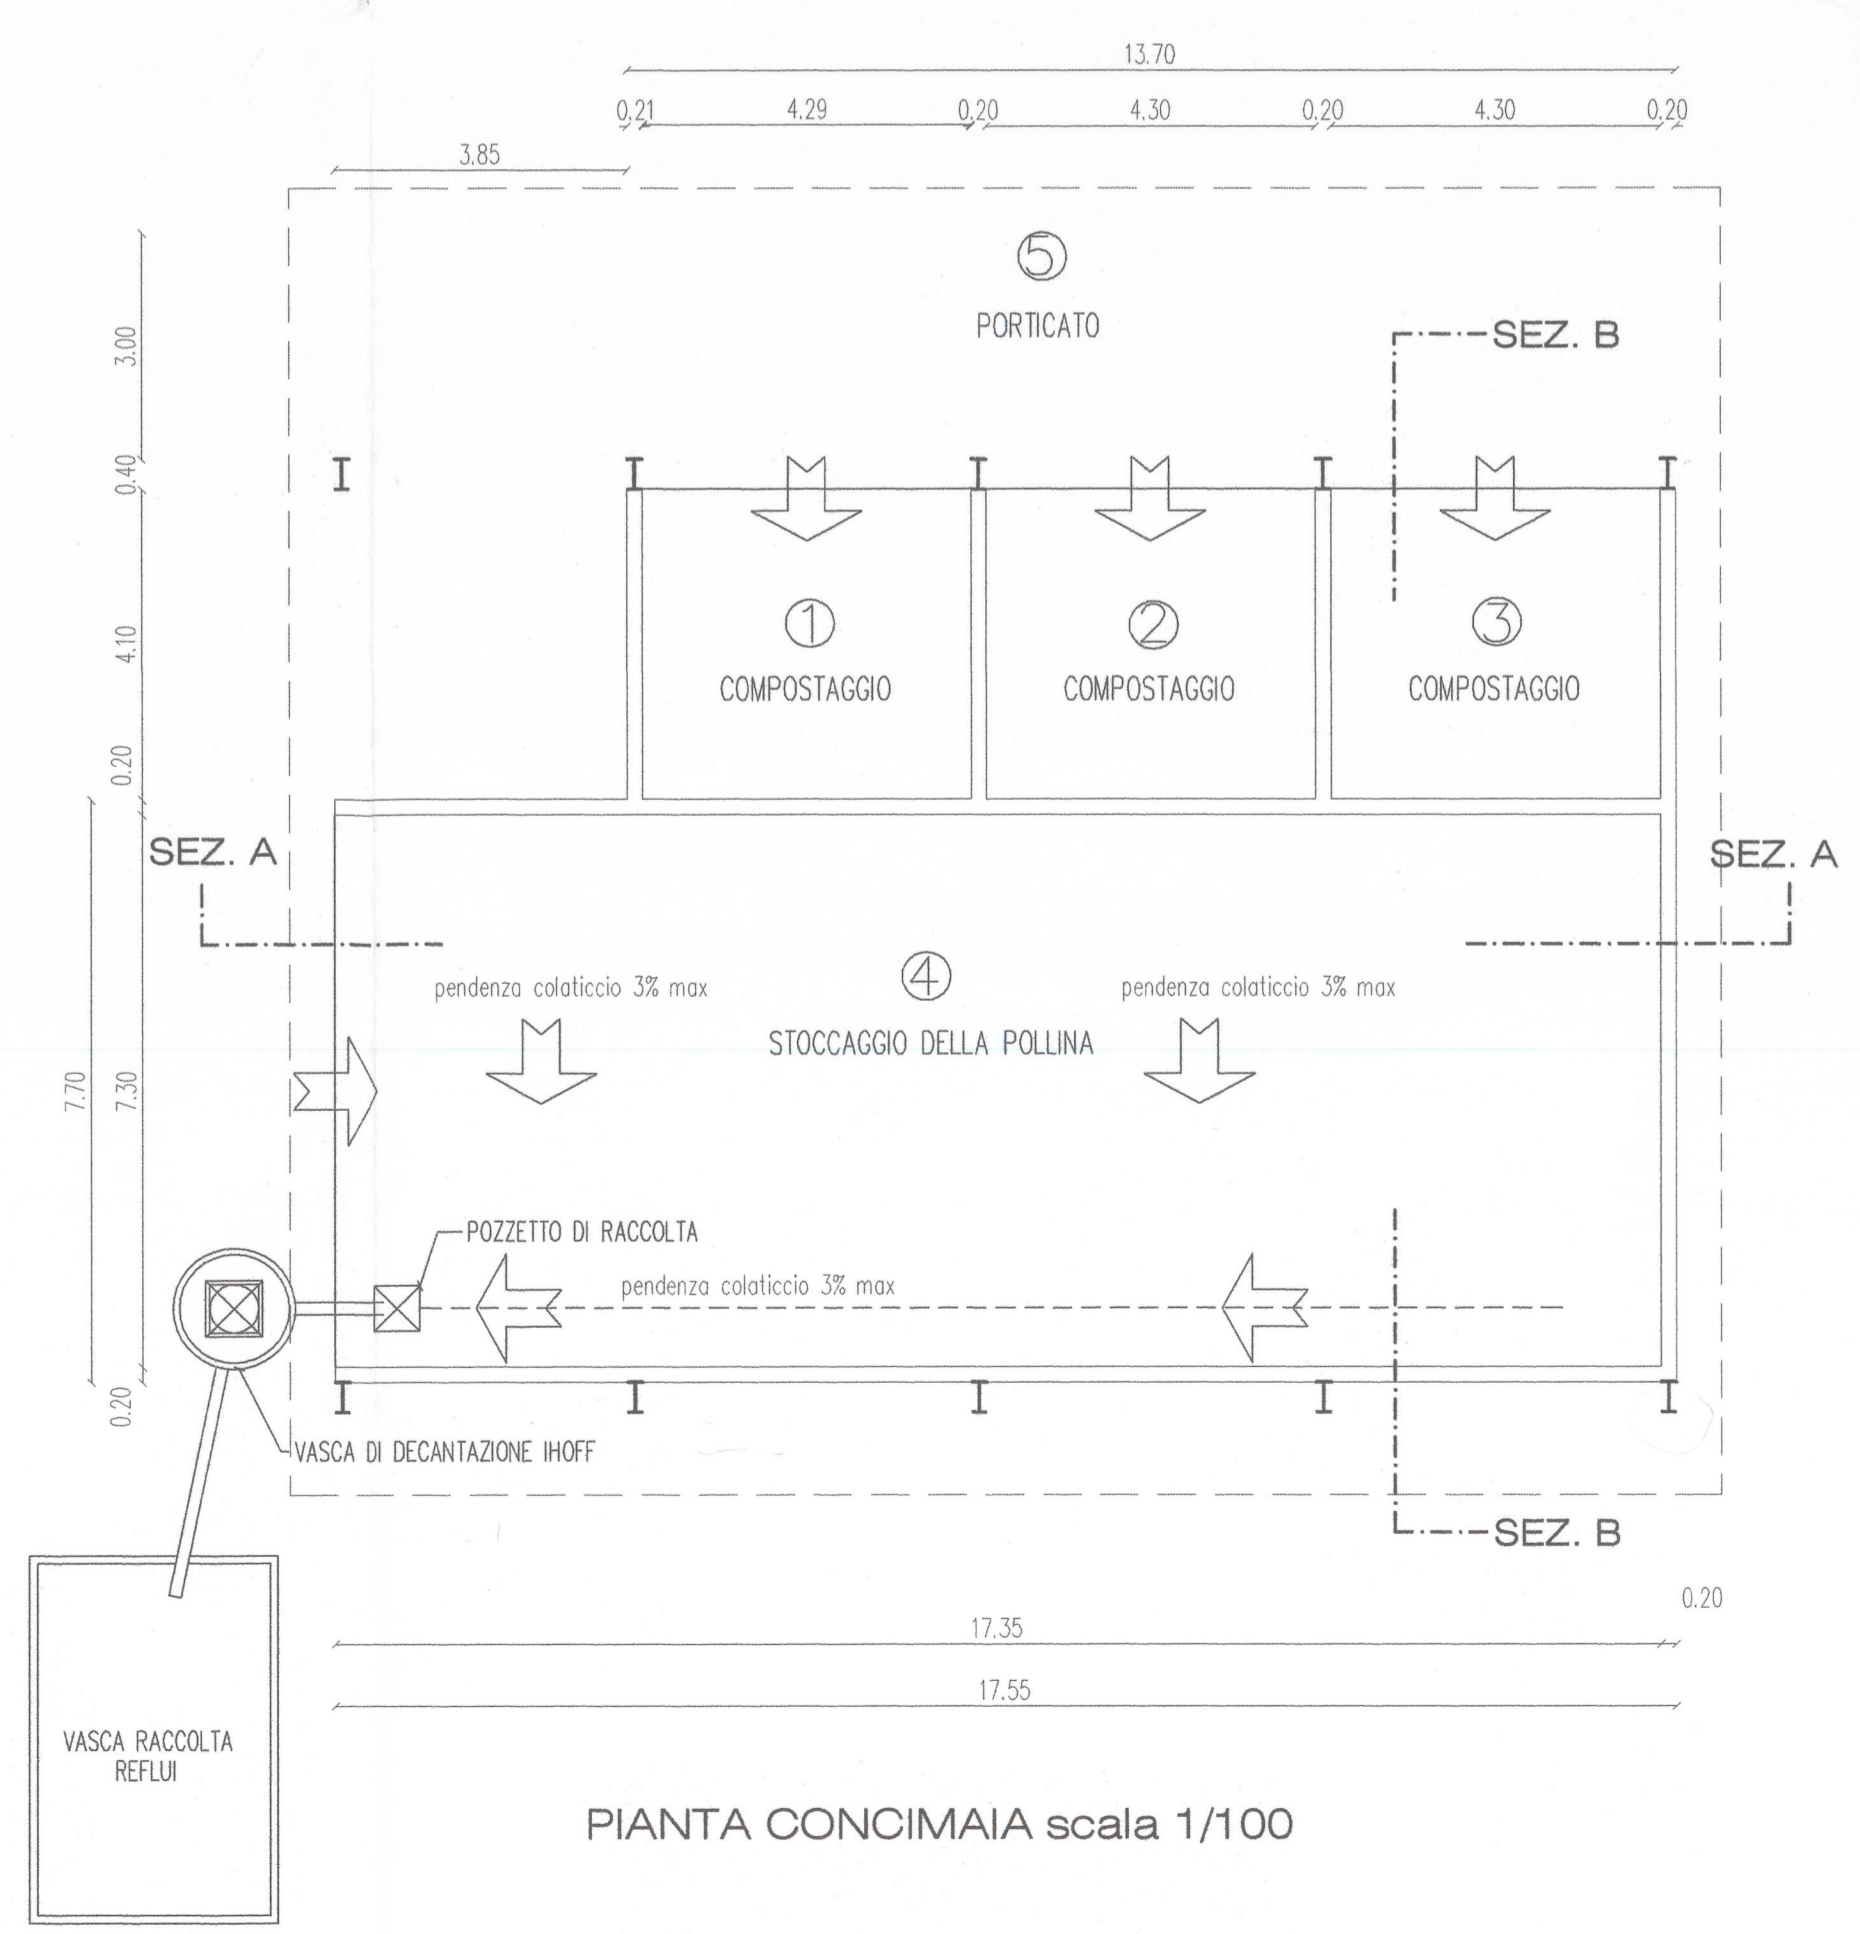 13.70
0.21 4.29 0.20 4.30 0.20 4.30 0.20
3.85
5
PORTICATO
SEZ. B
3.00
0.40
1
2
3
COMPOSTAGGIO
COMPOSTAGGIO
COMPOSTAGGIO
4.10
0.20
SEZ. A
SEZ. A
4
pendenza colaticcio 3% max
pendenza colaticcio 3% max
STOCCAGGIO DELLA POLLINA
7.70
7.30
POZZETTO DI RACCOLTA
pendenza colaticcio 3% max
0.20
VASCA DI DECANTAZIONE IHOFF
SEZ. B
0.20
17.35
17.55
VASCA RACCOLTA
REFLUI
PIANTA CONCIMAIA scala 1/100